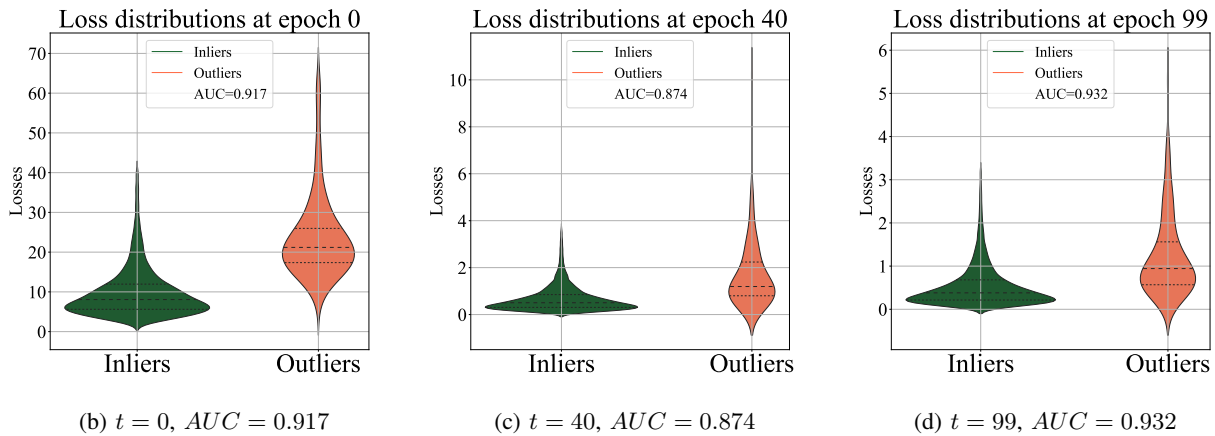 Loss distributions at epoch 0
70
60
50
40
30
20
10
0
Losses
Inliers
Outliers
AUC=0.917
Inliers
Outliers
(b) t = 0, AUC = 0.917
Loss distributions at epoch 40
10
8
6
4
2
0
Losses
Inliers
Outliers
AUC=0.874
Inliers
Outliers
(c) t = 40, AUC = 0.874
Loss distributions at epoch 99
6
5
4
3
2
1
0
Losses
Inliers
Outliers
AUC=0.932
Inliers
Outliers
(d) t = 99, AUC = 0.932